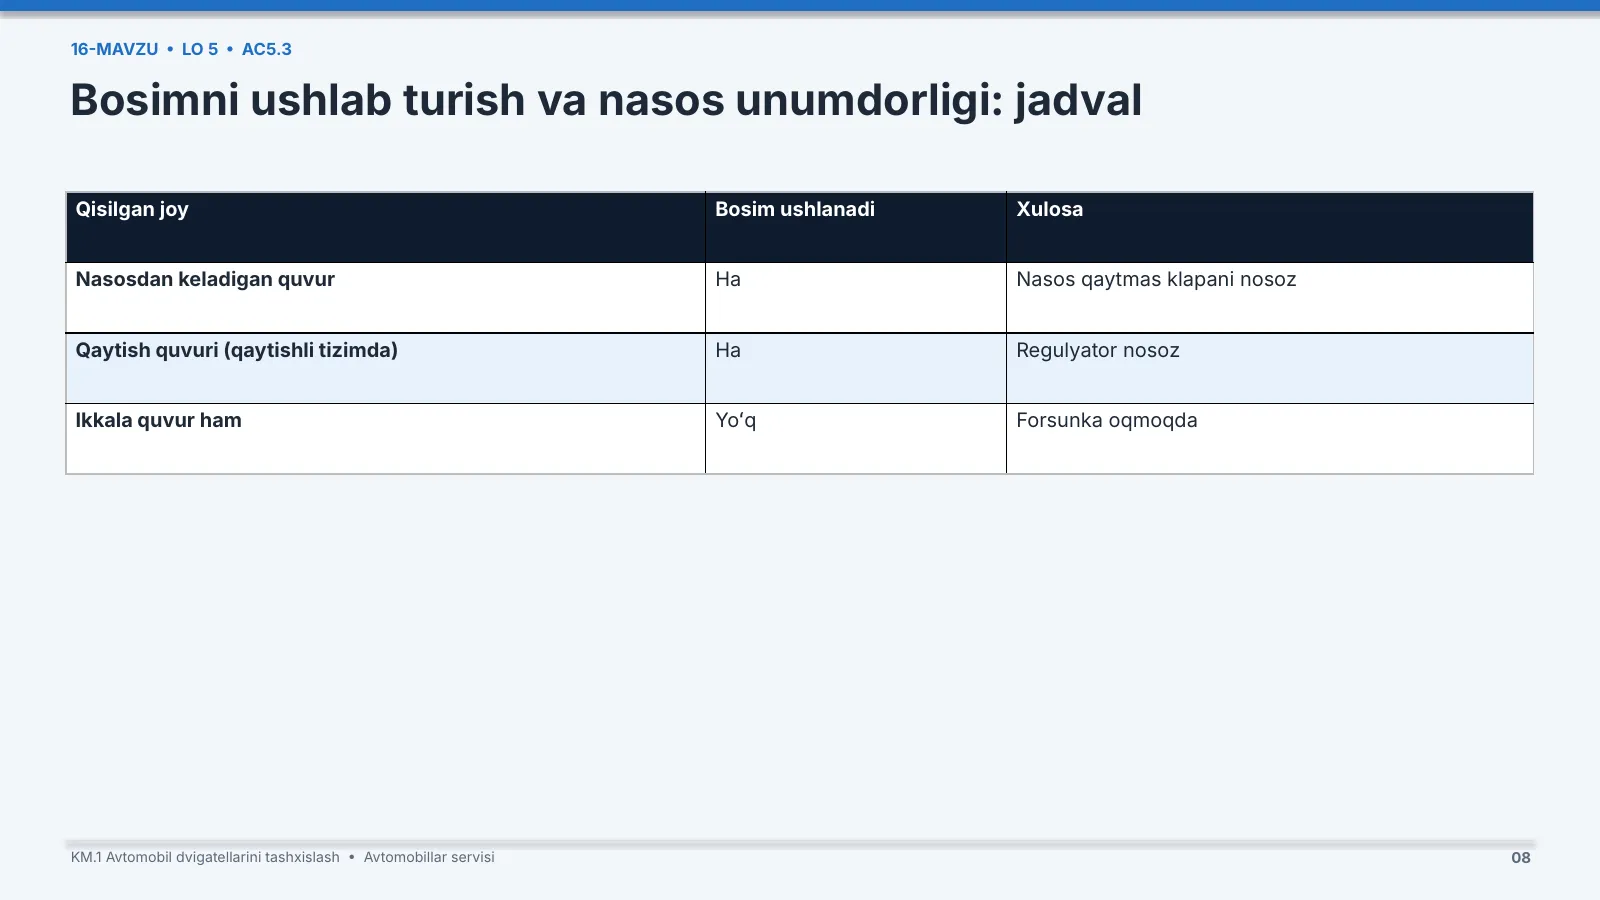 16-MAVZU • LO 5 • AC5.3
Bosimni ushlab turish va nasos unumdorligi: jadval
Qisilgan joy
Bosim ushlanadi
Xulosa
Nasosdan keladigan quvur
Ha
Nasos qaytmas klapani nosoz
Qaytish quvuri (qaytishli tizimda)
Ha
Regulyator nosoz
Ikkala quvur ham
Yoʻq
Forsunka oqmoqda
KM.1 Avtomobil dvigatellarini tashxislash • Avtomobillar servisi
08